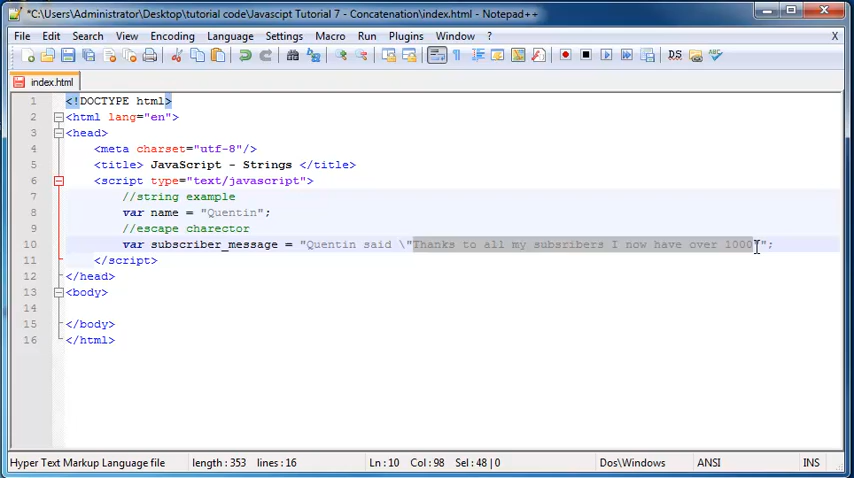 *C:\Users\Administrator\Desktop\tutorial code\Javascipt Tutorial 7 - Concatenation\index.html - Notepad++
File Edit Search View Encoding Language Settings Macro Run Plugins Window ? X
index.html
1 <!DOCTYPE html>
2 <html lang="en">
3 <head>
4 <meta charset="utf-8"/>
5 <title> JavaScript - Strings </title>
6 <script type="text/javascript">
7 //string example
8 var name = "Quentin";
9 //escape charector
10 var subscriber_message = "Quentin said \"Thanks to all my subsribers I now have over 1000 ";
11 </script>
12 </head>
13 <body>
14
15 </body>
16 </html>
Hyper Text Markup Language file length : 353 lines : 16 Ln : 10 Col : 98 Sel : 48 | 0 Dos\Windows ANSI INS